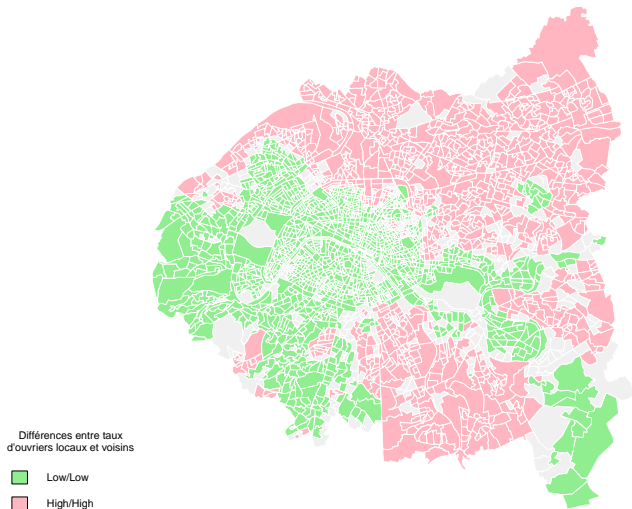 Différences entre taux
d'ouvriers locaux et voisins
Low/Low
High/High